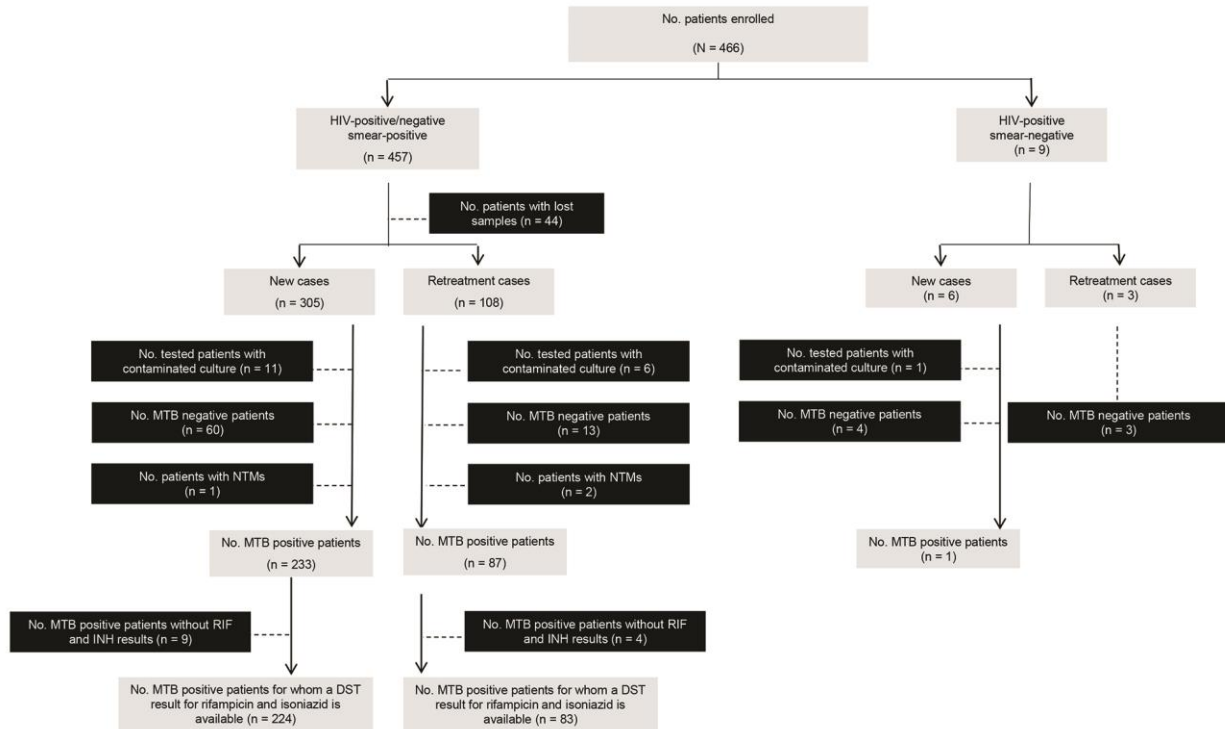 No. patients enrolled
(N = 466)
HIV-positive/negative
smear-positive
(n = 457)
HIV-positive
smear-negative
(n = 9)
No. patients with lost
samples (n = 44)
New cases
(n = 305)
Retreatment cases
(n = 108)
New cases
(n = 6)
Retreatment cases
(n = 3)
No. tested patients with
contaminated culture (n = 11)
No. tested patients with
contaminated culture (n = 6)
No. tested patients with
contaminated culture (n = 1)
No. MTB negative patients
(n = 60)
No. MTB negative patients
(n = 13)
No. MTB negative patients
(n = 4)
No. MTB negative patients
(n = 3)
No. patients with NTMs
(n = 1)
No. patients with NTMs
(n = 2)
No. MTB positive patients
(n = 233)
No. MTB positive patients
(n = 87)
No. MTB positive patients
(n = 1)
No. MTB positive patients without RIF
and INH results (n = 9)
No. MTB positive patients without RIF
and INH results (n = 4)
No. MTB positive patients for whom a DST
result for rifampicin and isoniazid is
available (n = 224)
No. MTB positive patients for whom a DST
result for rifampicin and isoniazid is
available (n = 83)